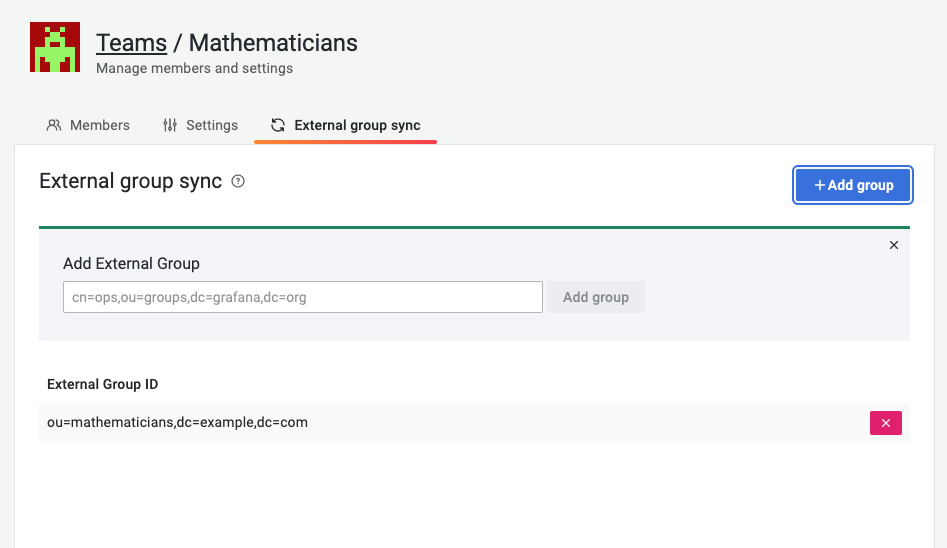 Teams / Mathematicians
Manage members and settings
Members Settings External group sync
External group sync
+ Add group
Add External Group
cn=ops,ou=groups,dc=grafana,dc=org Add group
External Group ID
ou=mathematicians,dc=example,dc=com